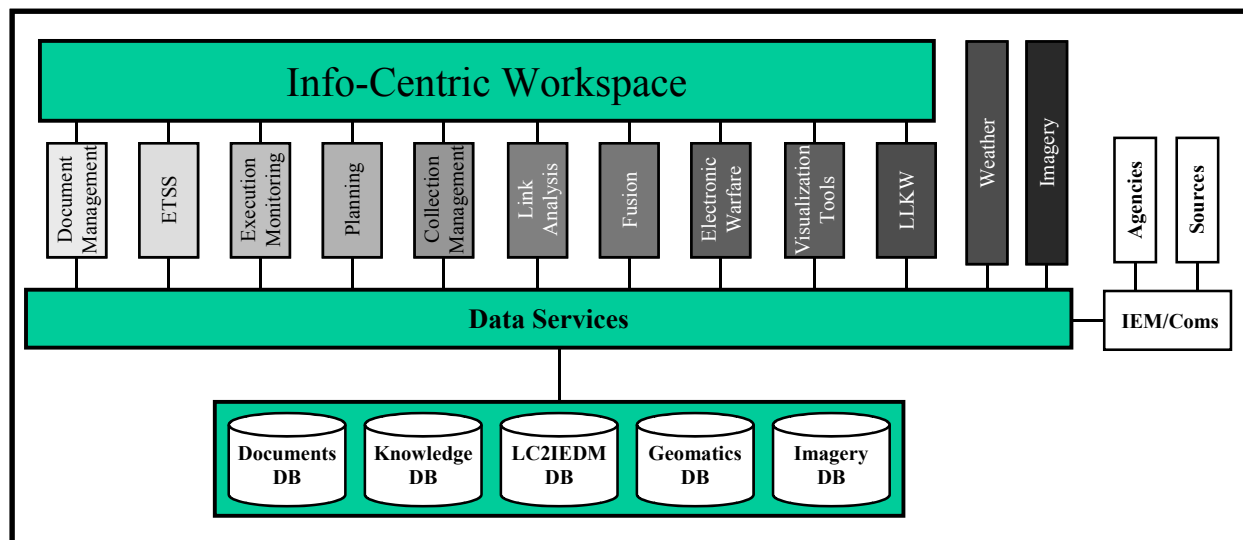 Info-Centric Workspace
Document
Management
ETSS
Execution
Monitoring
Planning
Collection
Management
Link
Analysis
Fusion
Electronic
Warfare
Visualization
Tools
LLKW
Weather
Imagery
Agencies
Sources
Data Services
IEM/Coms
Documents
DB
Knowledge
DB
LC2IEDM
DB
Geomatics
DB
Imagery
DB